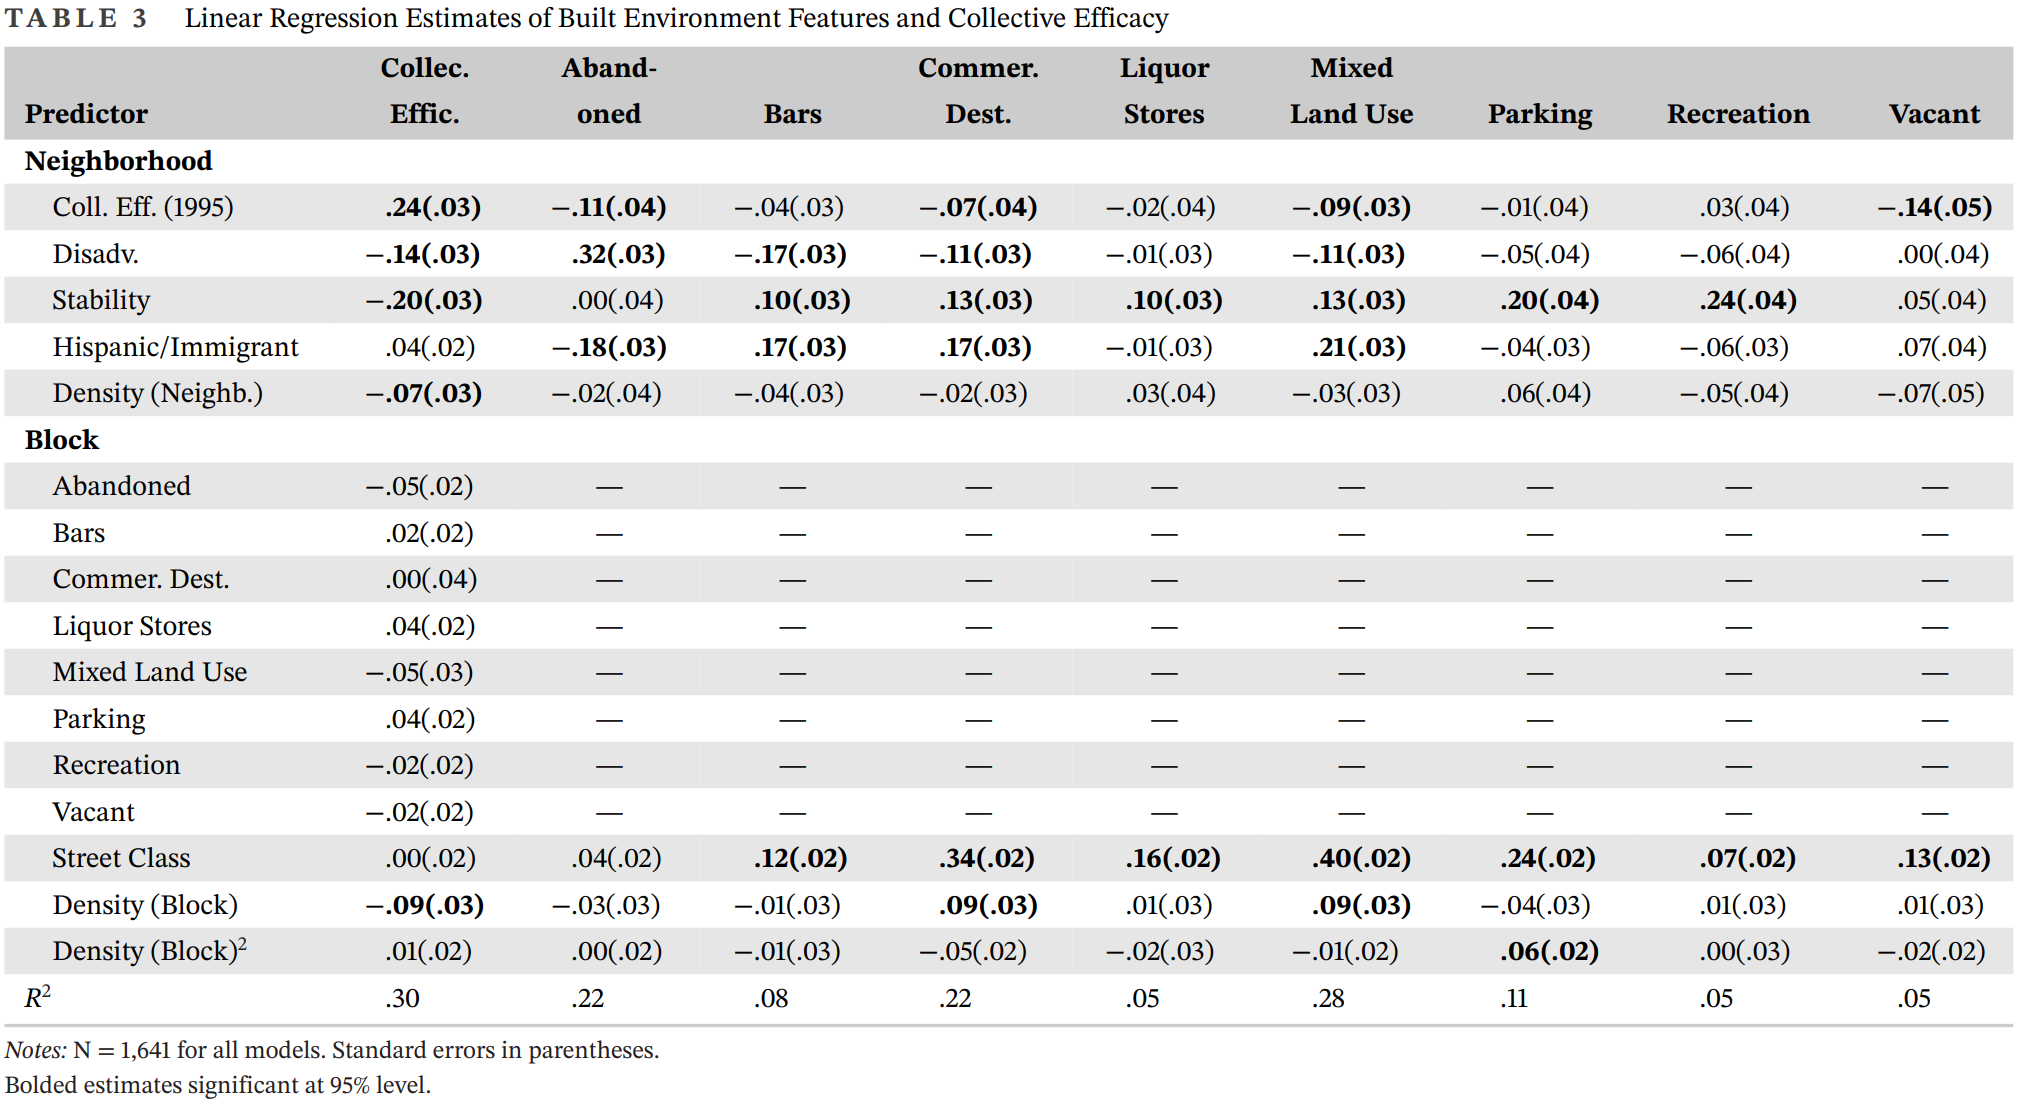 TABLE 3 Linear Regression Estimates of Built Environment Features and Collective Efficacy
Collec. Aband- Commer. Liquor Mixed
Predictor Effic. oned Bars Dest. Stores Land Use Parking Recreation Vacant
Neighborhood
Coll. Eff. (1995) .24(.03) −.11(.04) −.04(.03) −.07(.04) −.02(.04) −.09(.03) −.01(.04) .03(.04) −.14(.05)
Disadv. −.14(.03) .32(.03) −.17(.03) −.11(.03) −.01(.03) −.11(.03) −.05(.04) −.06(.04) .00(.04)
Stability −.20(.03) .00(.04) .10(.03) .13(.03) .10(.03) .13(.03) .20(.04) .24(.04) .05(.04)
Hispanic/Immigrant .04(.02) −.18(.03) .17(.03) .17(.03) −.01(.03) .21(.03) −.04(.03) −.06(.03) .07(.04)
Density (Neighb.) −.07(.03) −.02(.04) −.04(.03) −.02(.03) .03(.04) −.03(.03) .06(.04) −.05(.04) −.07(.05)
Block
Abandoned −.05(.02) — — — — — — — —
Bars .02(.02) — — — — — — — —
Commer. Dest. .00(.04) — — — — — — — —
Liquor Stores .04(.02) — — — — — — — —
Mixed Land Use −.05(.03) — — — — — — — —
Parking .04(.02) — — — — — — — —
Recreation −.02(.02) — — — — — — — —
Vacant −.02(.02) — — — — — — — —
Street Class .00(.02) .04(.02) .12(.02) .34(.02) .16(.02) .40(.02) .24(.02) .07(.02) .13(.02)
Density (Block) −.09(.03) −.03(.03) −.01(.03) .09(.03) .01(.03) .09(.03) −.04(.03) .01(.03) .01(.03)
Density (Block)² .01(.02) .00(.02) −.01(.03) −.05(.02) −.02(.03) −.01(.02) .06(.02) .00(.03) −.02(.02)
R² .30 .22 .08 .22 .05 .28 .11 .05 .05
Notes: N = 1,641 for all models. Standard errors in parentheses.
Bolded estimates significant at 95% level.